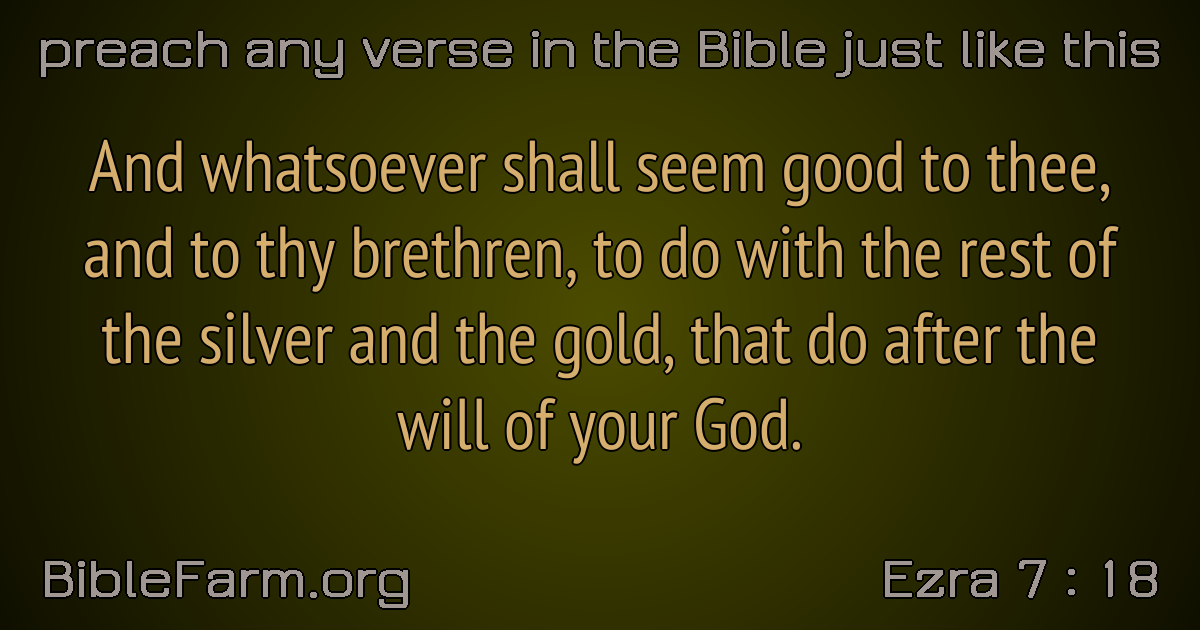 preach any verse in the Bible just like this
And whatsoever shall seem good to thee,
and to thy brethren, to do with the rest of
the silver and the gold, that do after the
will of your God.
BibleFarm.org
Ezra 7 : 18